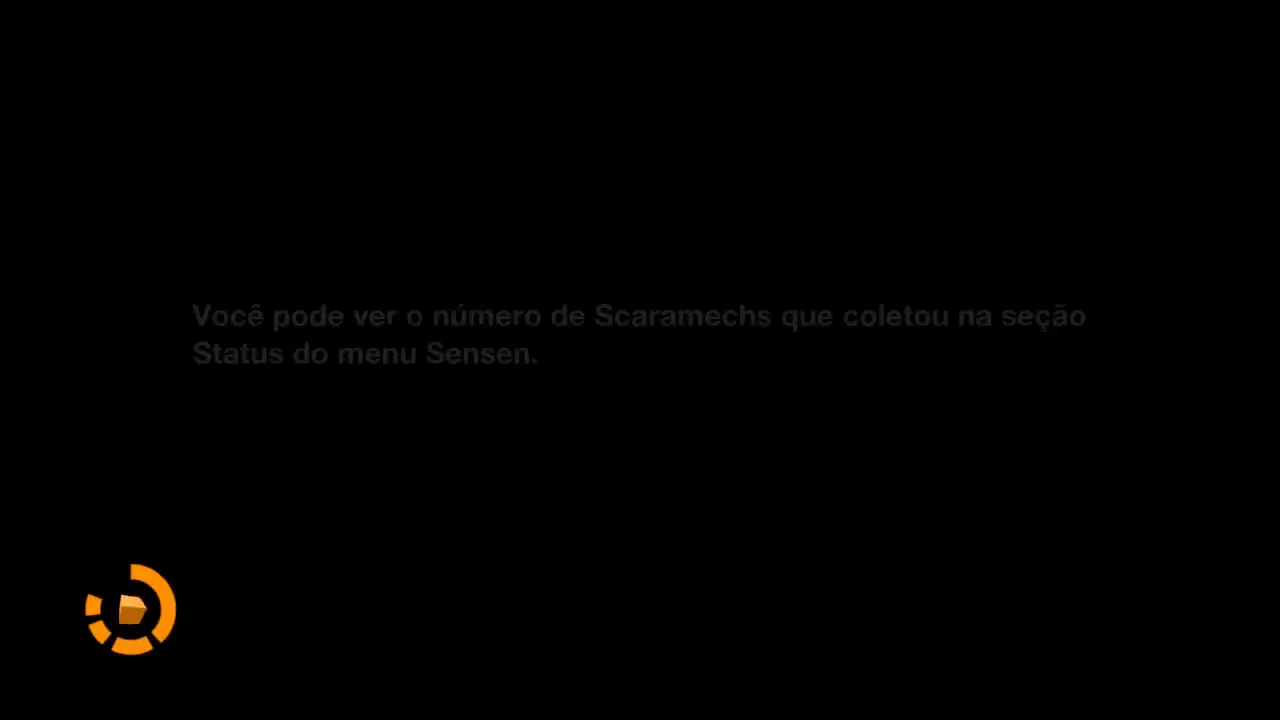 Você pode ver o número de Scaramechs que coletou na seção
Status do menu Sensen.